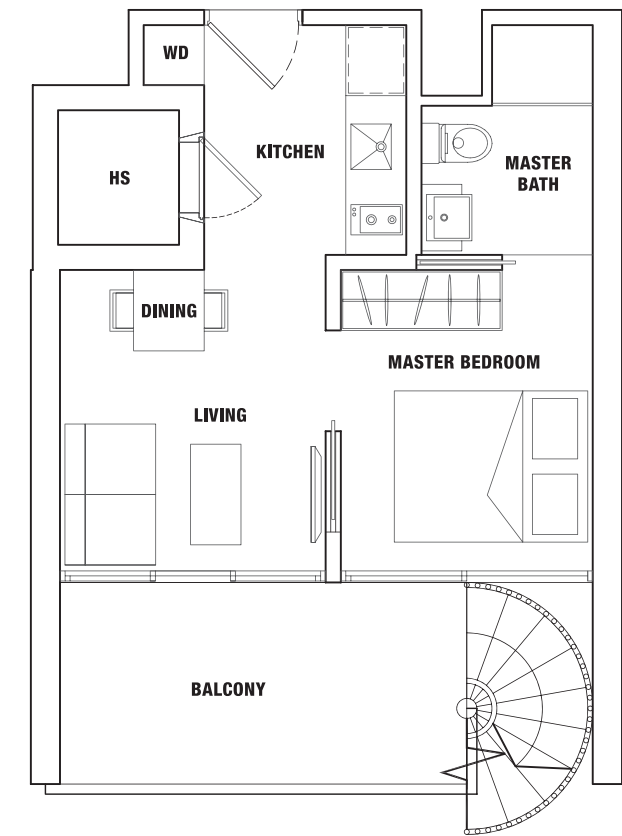 WD
KITCHEN
HS
MASTER
BATH
DINING
MASTER BEDROOM
LIVING
BALCONY